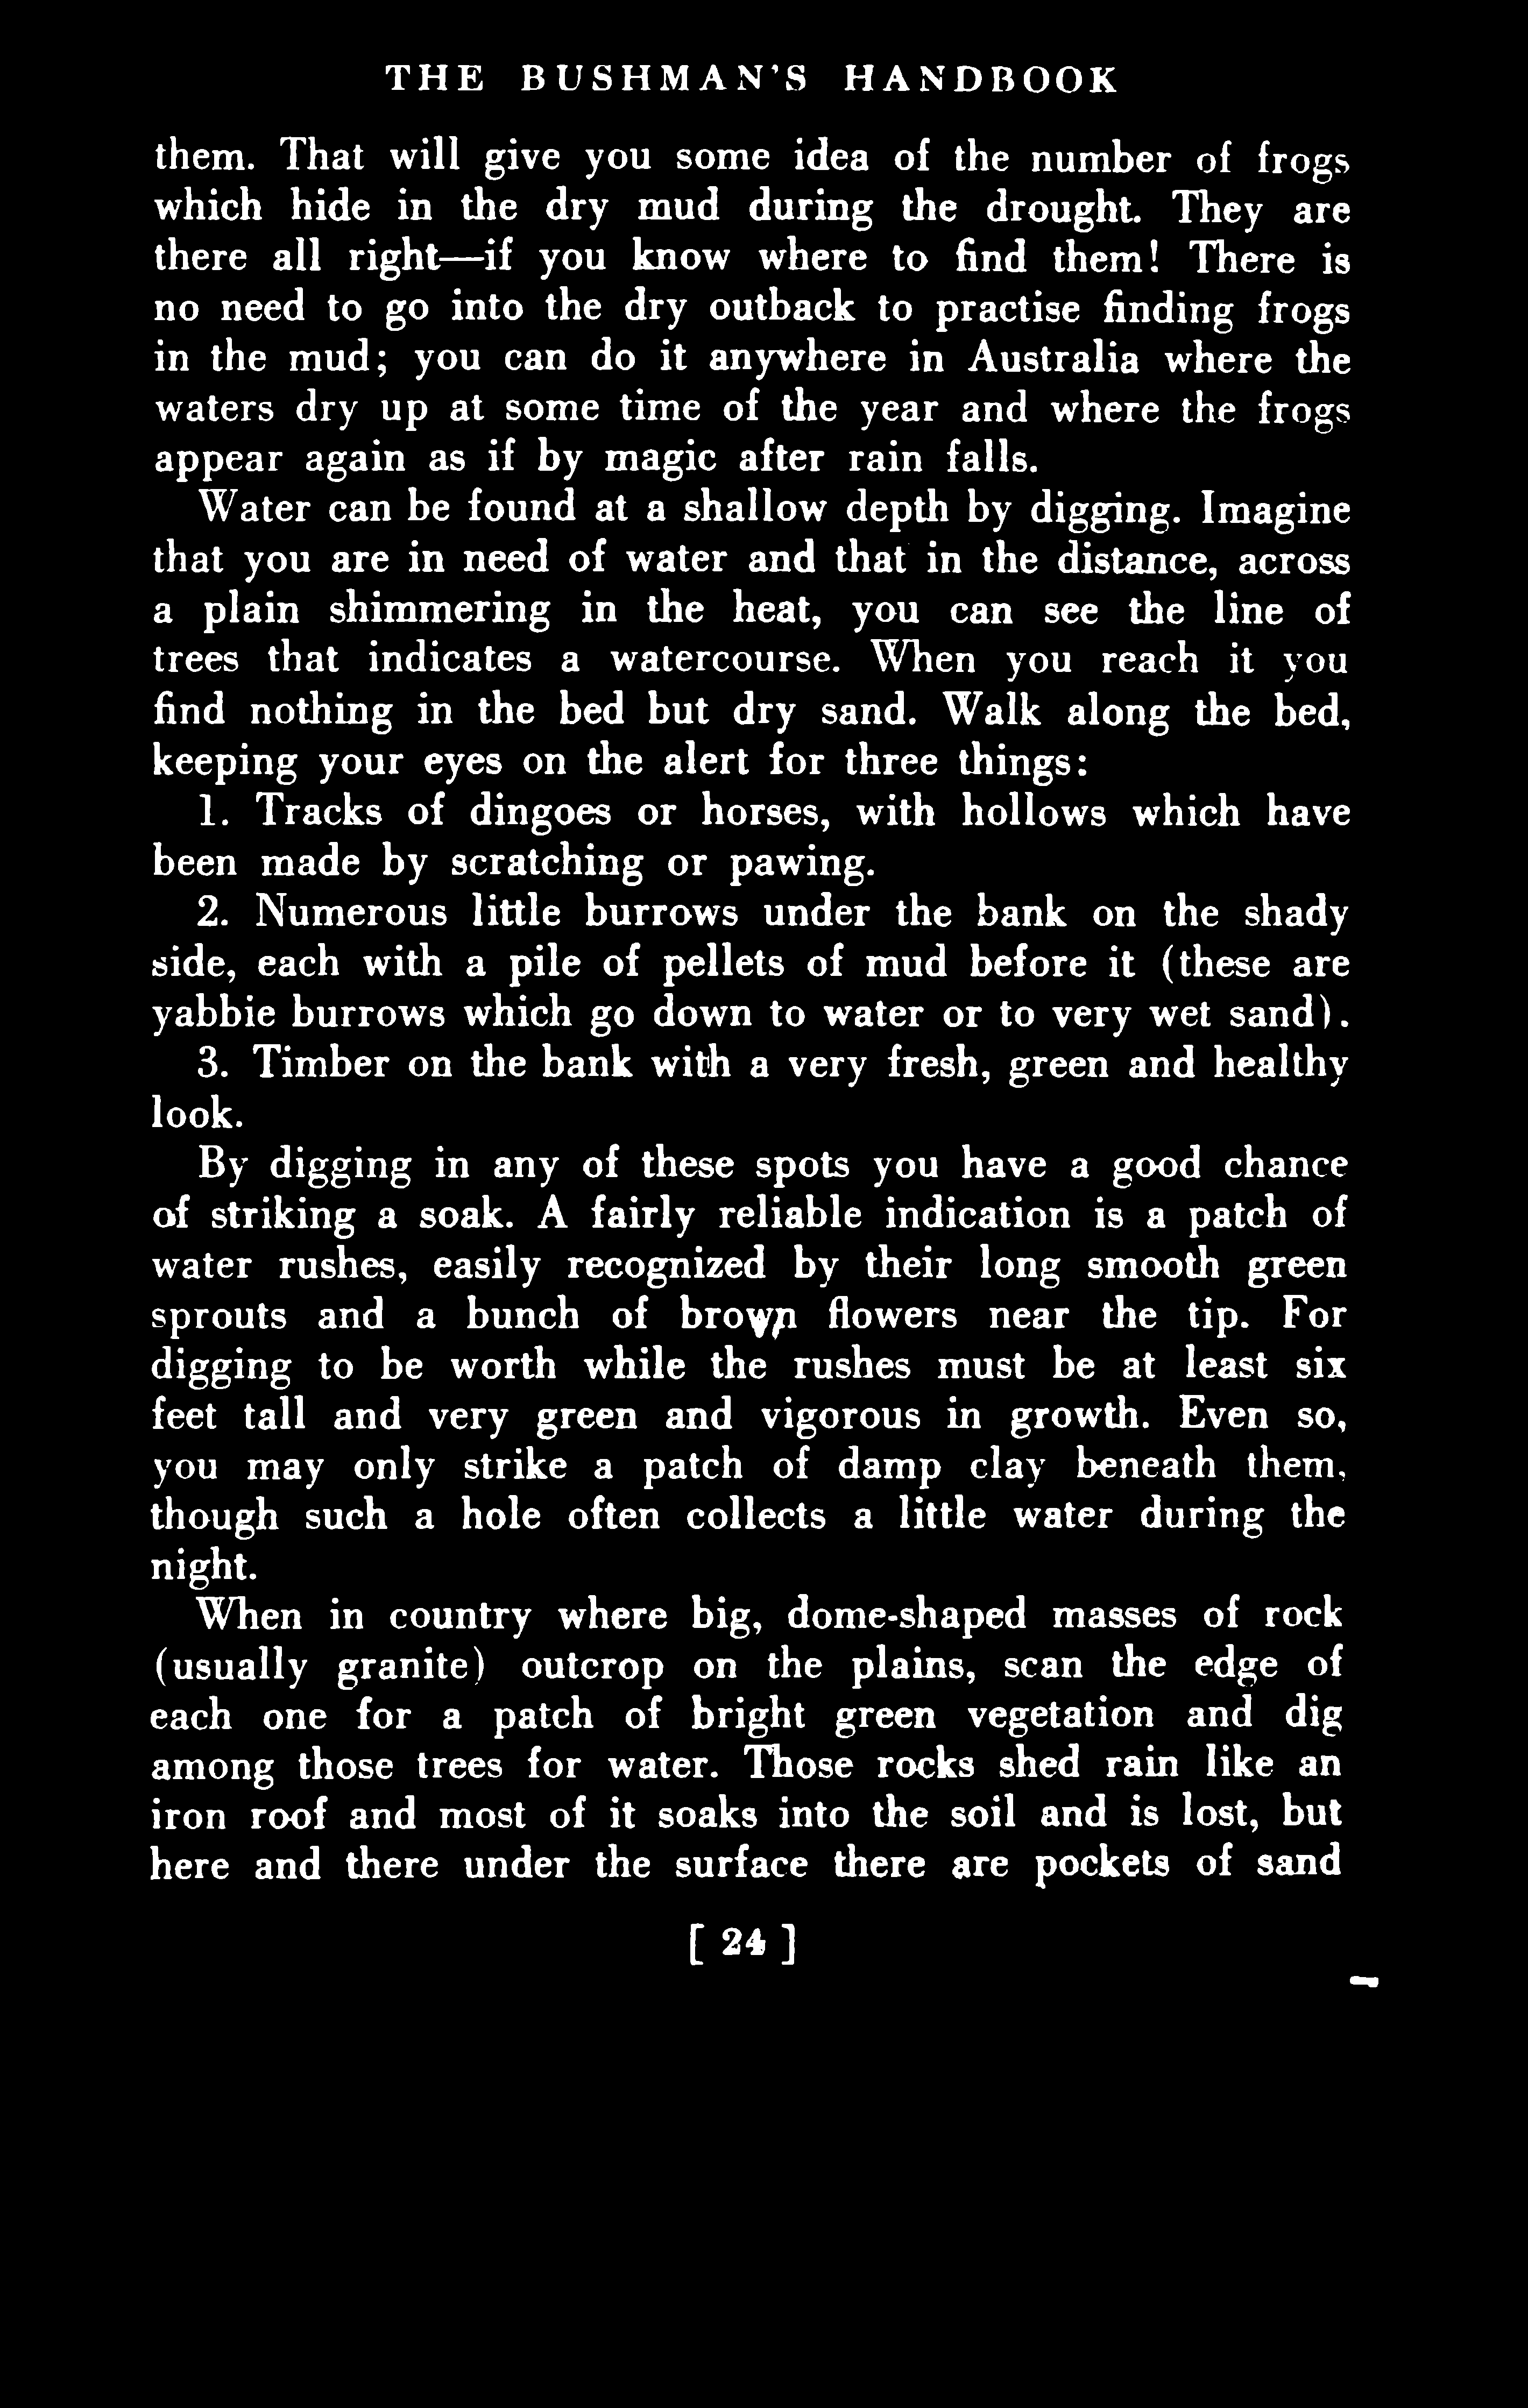 THE BUSHMAN'S HANDBOOK
them. That will give you some idea of the number of frogs
which hide in the dry mud during the drought. They are
there all right—if you know where to find them! There is
no need to go into the dry outback to practise finding frogs
in the mud; you can do it anywhere in Australia where the
waters dry up at some time of the year and where the frogs
appear again as if by magic after rain falls.
Water can be found at a shallow depth by digging. Imagine
that you are in need of water and that in the distance, across
a plain shimmering in the heat, you can see the line of
trees that indicates a watercourse. When you reach it you
find nothing in the bed but dry sand. Walk along the bed,
keeping your eyes on the alert for three things:
1. Tracks of dingoes or horses, with hollows which have
been made by scratching or pawing.
2. Numerous little burrows under the bank on the shady
side, each with a pile of pellets of mud before it (these are
yabbie burrows which go down to water or to very wet sand).
3. Timber on the bank with a very fresh, green and healthy
look.
By digging in any of these spots you have a good chance
of striking a soak. A fairly reliable indication is a patch of
water rushes, easily recognized by their long smooth green
sprouts and a bunch of brown flowers near the tip. For
digging to be worth while the rushes must be at least six
feet tall and very green and vigorous in growth. Even so,
you may only strike a patch of damp clay beneath them,
though such a hole often collects a little water during the
night.
When in country where big, dome-shaped masses of rock
(usually granite) outcrop on the plains, scan the edge of
each one for a patch of bright green vegetation and dig
among those trees for water. Those rocks shed rain like an
iron roof and most of it soaks into the soil and is lost, but
here and there under the surface there are pockets of sand
[ 24 ]